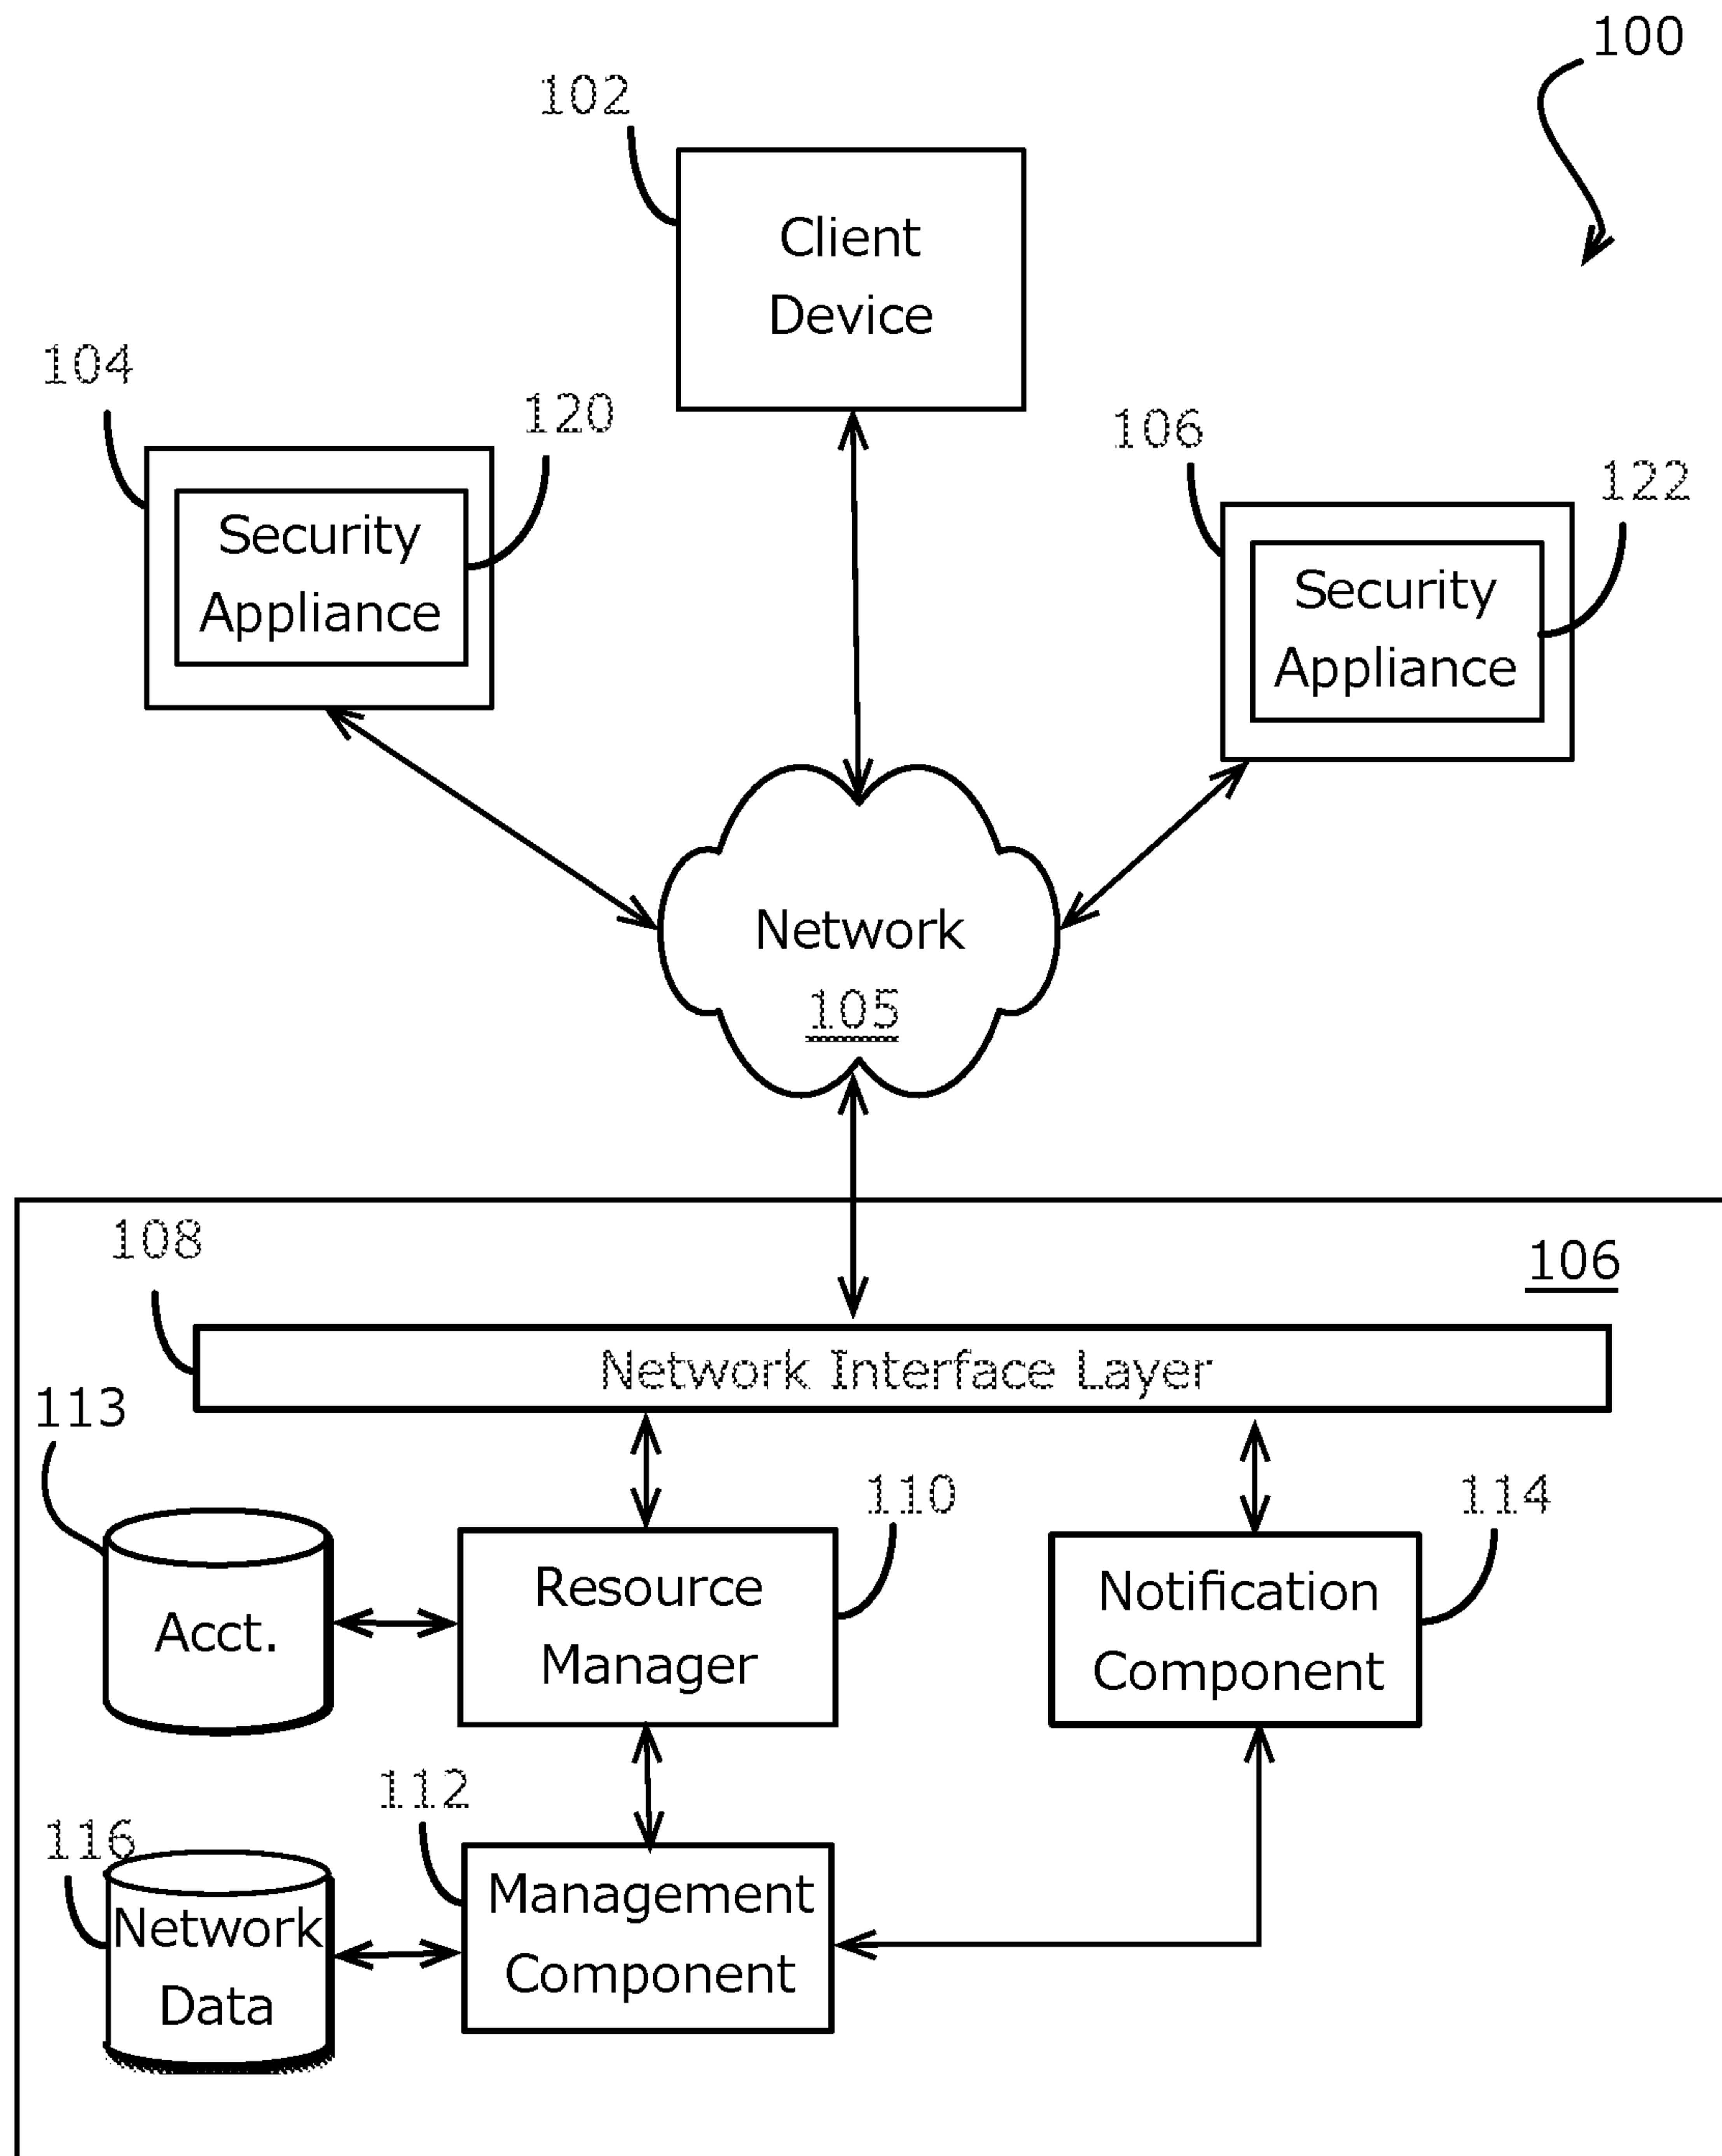 100
102
Client
Device
104
120
Security
Appliance
106
122
Security
Appliance
Network
105
106
108
Network Interface Layer
113
Acct.
110
Resource
Manager
114
Notification
Component
112
Management
Component
116
Network
Data